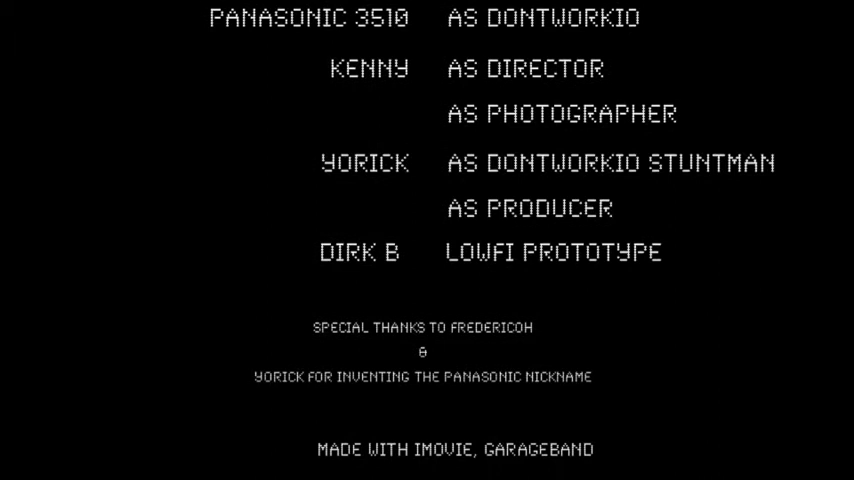 PANASONIC 3510 AS DONTWORKIO
KENNY AS DIRECTOR
AS PHOTOGRAPHER
YORICK AS DONTWORKIO STUNTMAN
AS PRODUCER
DIRK B LOWFI PROTOTYPE
SPECIAL THANKS TO FREDERICOH
&
YORICK FOR INVENTING THE PANASONIC NICKNAME
MADE WITH IMOVIE, GARAGEBAND